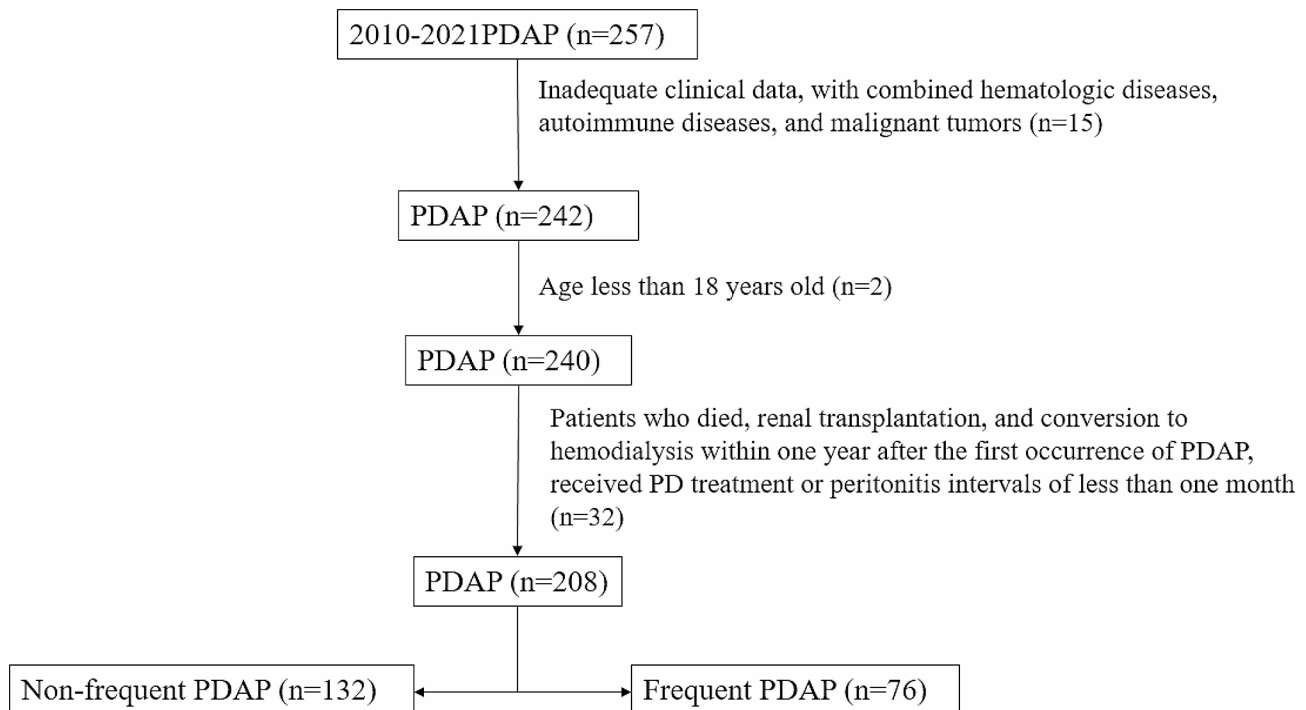 2010-2021PDAP (n=257)
Inadequate clinical data, with combined hematologic diseases,
autoimmune diseases, and malignant tumors (n=15)
PDAP (n=242)
Age less than 18 years old (n=2)
PDAP (n=240)
Patients who died, renal transplantation, and conversion to
hemodialysis within one year after the first occurrence of PDAP,
received PD treatment or peritonitis intervals of less than one month
(n=32)
PDAP (n=208)
Non-frequent PDAP (n=132)
Frequent PDAP (n=76)